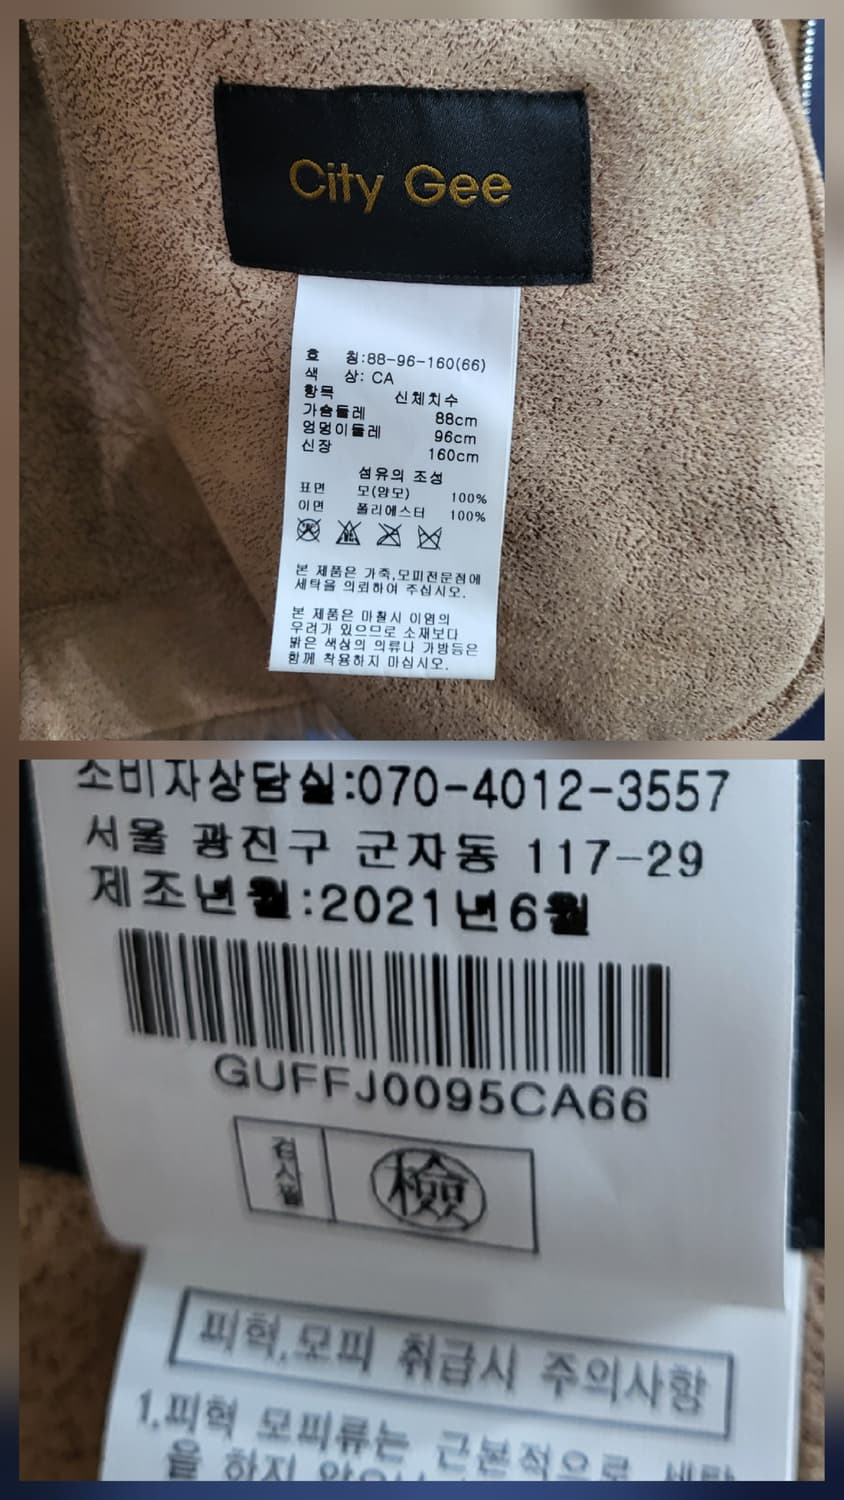 City Gee
호 칭:88-96-160(66)
색 상: CA
항목 신체치수
가슴둘레 88cm
엉덩이둘레 96cm
신장 160cm
섬유의 조성
표면 모(양모) 100%
이면 폴리에스터 100%
본 제품은 가죽,모피전문점에
세탁을 의뢰하여 주십시오.
본 제품은 마찰시 이염의
우려가 있으므로 소재보다
밝은 색상의 의류나 가방등은
함께 착용하지 마십시오.
소비자상담실:070-4012-3557
서울 광진구 군자동 117-29
제조년월:2021년6월
GUFFJ0095CA66
검사필 檢
피혁,모피 취급시 주의사항
1.피혁 모피류는 근본적으로 세탁
을 하지